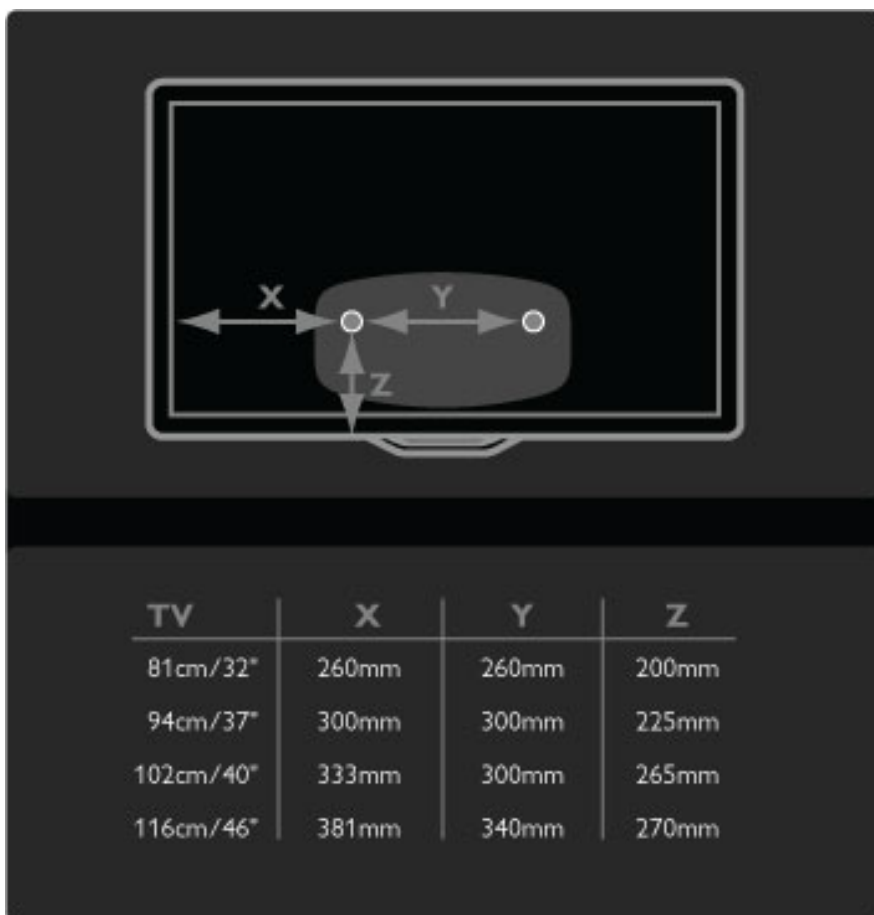 X Y
Z
TV X Y Z
81cm/32" 260mm 260mm 200mm
94cm/37" 300mm 300mm 225mm
102cm/40" 333mm 300mm 265mm
116cm/46" 381mm 340mm 270mm